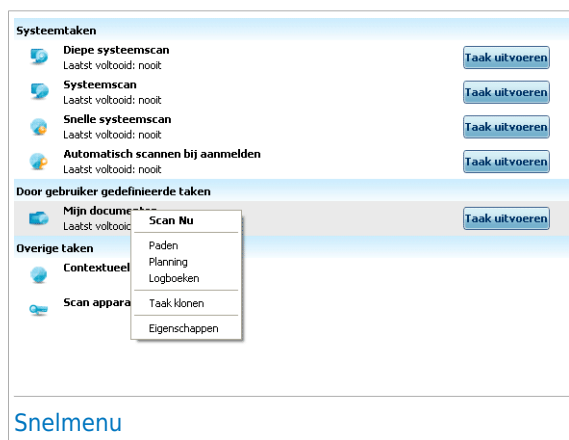 Systeemtaken
Diepe systeemscan
Laatst voltooid: nooit
Taak uitvoeren
Systeemscan
Laatst voltooid: nooit
Taak uitvoeren
Snelle systeemscan
Laatst voltooid: nooit
Taak uitvoeren
Automatisch scannen bij aanmelden
Laatst voltooid: nooit
Taak uitvoeren
Door gebruiker gedefinieerde taken
Mijn documenten
Laatst
Taak uitvoeren
Scan Nu
Paden
Planning
Logboeken
Taak klonen
Eigenschappen
Overige taken
Contextueel
Scan
Snelmenu